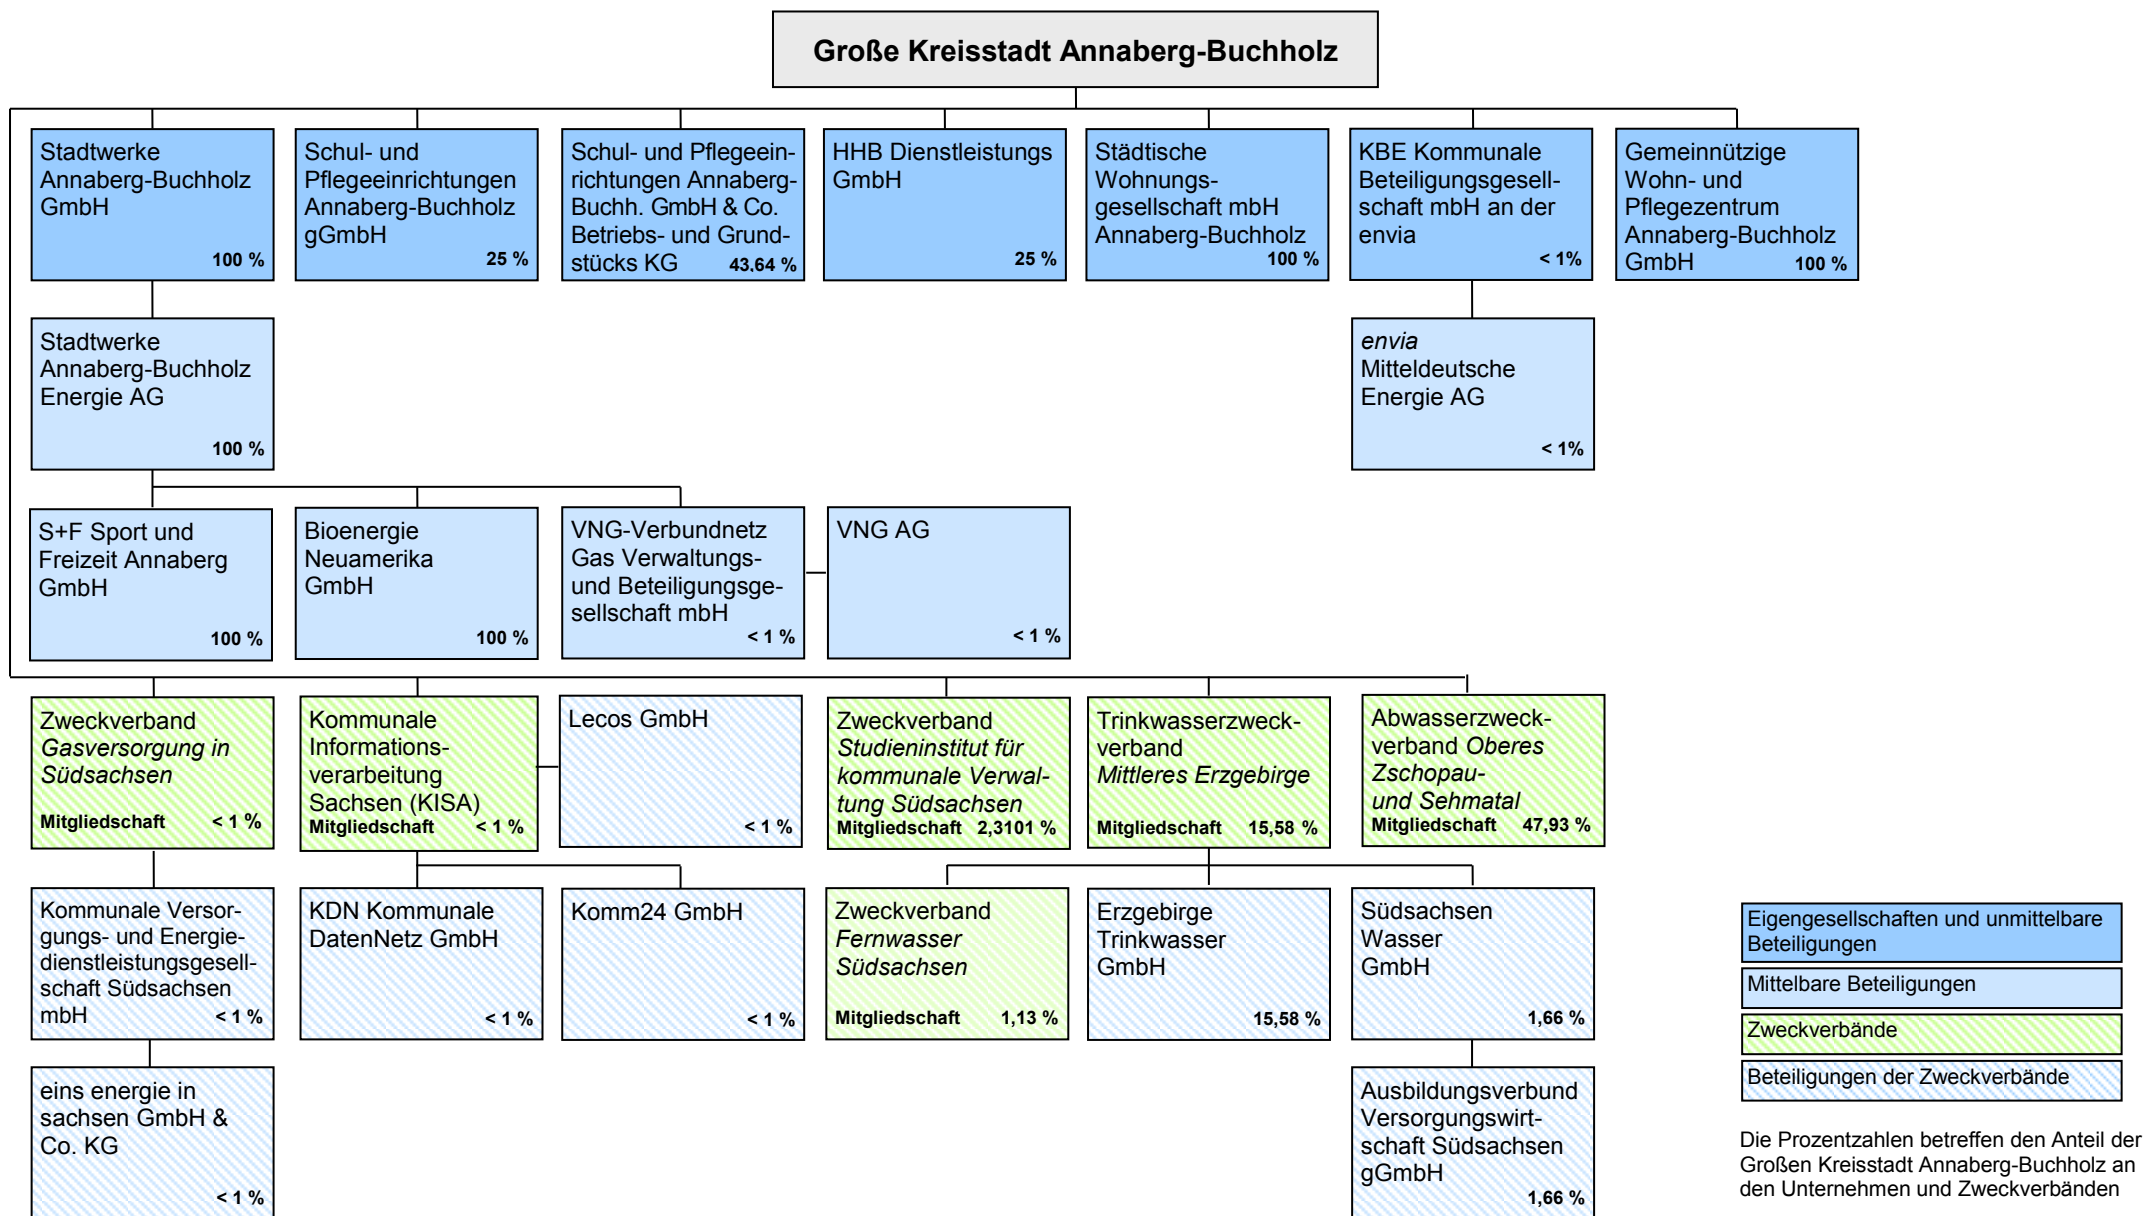 Große Kreisstadt Annaberg-Buchholz
Stadtwerke
Annaberg-Buchholz
GmbH
100 %
Schul- und
Pflegeeinrichtungen
Annaberg-Buchholz
gGmbH
25 %
Schul- und Pflegeein-
richtungen Annaberg-
Buchh. GmbH & Co.
Betriebs- und Grund-
stücks KG 43,64 %
HHB Dienstleistungs
GmbH
25 %
Städtische
Wohnungs-
gesellschaft mbH
Annaberg-Buchholz
100 %
KBE Kommunale
Beteiligungsgesell-
schaft mbH an der
envia
< 1%
Gemeinnützige
Wohn- und
Pflegezentrum
Annaberg-Buchholz
GmbH 100 %
Stadtwerke
Annaberg-Buchholz
Energie AG
100 %
envia
Mitteldeutsche
Energie AG
< 1%
S+F Sport und
Freizeit Annaberg
GmbH
100 %
Bioenergie
Neuamerika
GmbH
100 %
VNG-Verbundnetz
Gas Verwaltungs-
und Beteiligungsge-
sellschaft mbH
< 1 %
VNG AG
< 1 %
Zweckverband
Gasversorgung in
Südsachsen
Mitgliedschaft < 1 %
Kommunale
Informations-
verarbeitung
Sachsen (KISA)
Mitgliedschaft < 1 %
Lecos GmbH
< 1 %
Zweckverband
Studieninstitut für
kommunale Verwal-
tung Südsachsen
Mitgliedschaft 2,3101 %
Trinkwasserzweck-
verband
Mittleres Erzgebirge
Mitgliedschaft 15,58 %
Abwasserzweck-
verband Oberes
Zschopau-
und Sehmatal
Mitgliedschaft 47,93 %
Kommunale Versor-
gungs- und Energie-
dienstleistungsgesell-
schaft Südsachsen
mbH < 1 %
KDN Kommunale
DatenNetz GmbH
< 1 %
Komm24 GmbH
< 1 %
Zweckverband
Fernwasser
Südsachsen
Mitgliedschaft 1,13 %
Erzgebirge
Trinkwasser
GmbH
15,58 %
Südsachsen
Wasser
GmbH
1,66 %
eins energie in
sachsen GmbH &
Co. KG
< 1 %
Ausbildungsverbund
Versorgungswirt-
schaft Südsachsen
gGmbH
1,66 %
Eigengesellschaften und unmittelbare
Beteiligungen
Mittelbare Beteiligungen
Zweckverbände
Beteiligungen der Zweckverbände
Die Prozentzahlen betreffen den Anteil der
Großen Kreisstadt Annaberg-Buchholz an
den Unternehmen und Zweckverbänden